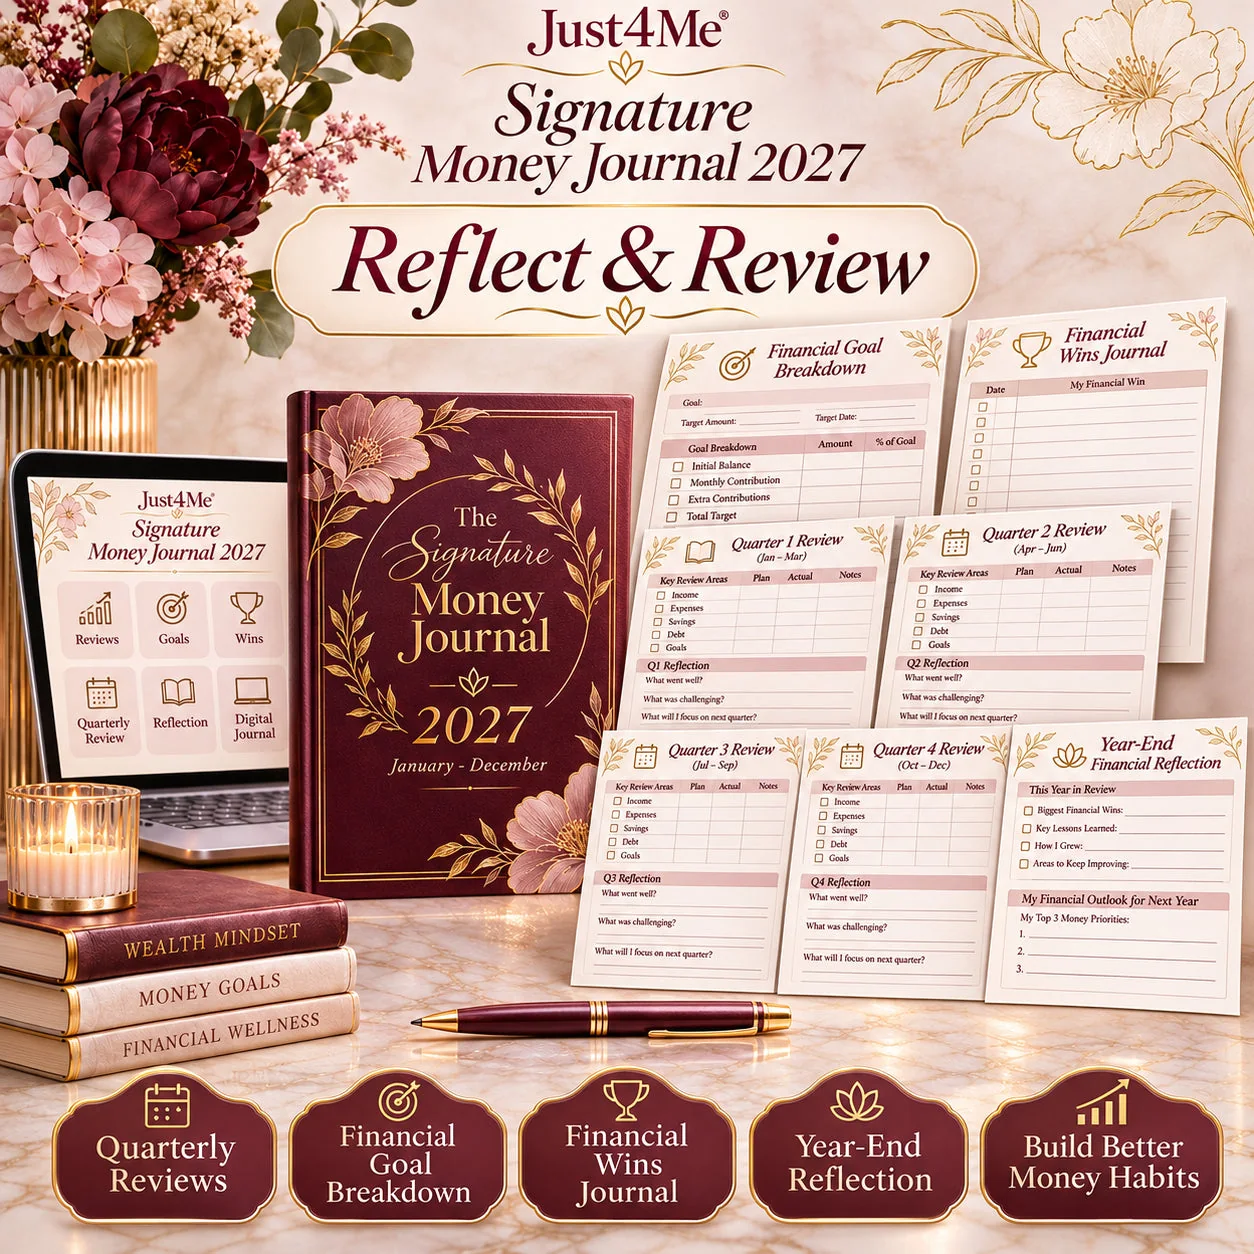 Just4Me®
Signature
Money Journal 2027
Reflect & Review
Just4Me®
Signature
Money Journal 2027
Reviews
Goals
Wins
Quarterly
Review
Reflection
Digital
Journal
The
Signature
Money
Journal
2027
January - December
Financial Goal
Breakdown
Goal:
Target Amount:
Target Date:
Goal Breakdown Amount % of Goal
Initial Balance
Monthly Contribution
Extra Contributions
Total Target
Financial
Wins Journal
Date My Financial Win
Quarter 1 Review
(Jan – Mar)
Key Review Areas Plan Actual Notes
Income
Expenses
Savings
Debt
Goals
Q1 Reflection
What went well?
What was challenging?
What will I focus on next quarter?
Quarter 2 Review
(Apr – Jun)
Key Review Areas Plan Actual Notes
Income
Expenses
Savings
Debt
Goals
Q2 Reflection
What went well?
What was challenging?
What will I focus on next quarter?
Quarter 3 Review
(Jul – Sep)
Key Review Areas Plan Actual Notes
Income
Expenses
Savings
Debt
Goals
Q3 Reflection
What went well?
What was challenging?
What will I focus on next quarter?
Quarter 4 Review
(Oct – Dec)
Key Review Areas Plan Actual Notes
Income
Expenses
Savings
Debt
Goals
Q4 Reflection
What went well?
What was challenging?
What will I focus on next quarter?
Year-End
Financial Reflection
This Year in Review
Biggest Financial Wins:
Key Lessons Learned:
How I Grew:
Areas to Keep Improving:
My Financial Outlook for Next Year
My Top 3 Money Priorities:
1.
2.
3.
WEALTH MINDSET
MONEY GOALS
FINANCIAL WELLNESS
Quarterly
Reviews
Financial
Goal
Breakdown
Financial
Wins
Journal
Year-End
Reflection
Build Better
Money Habits